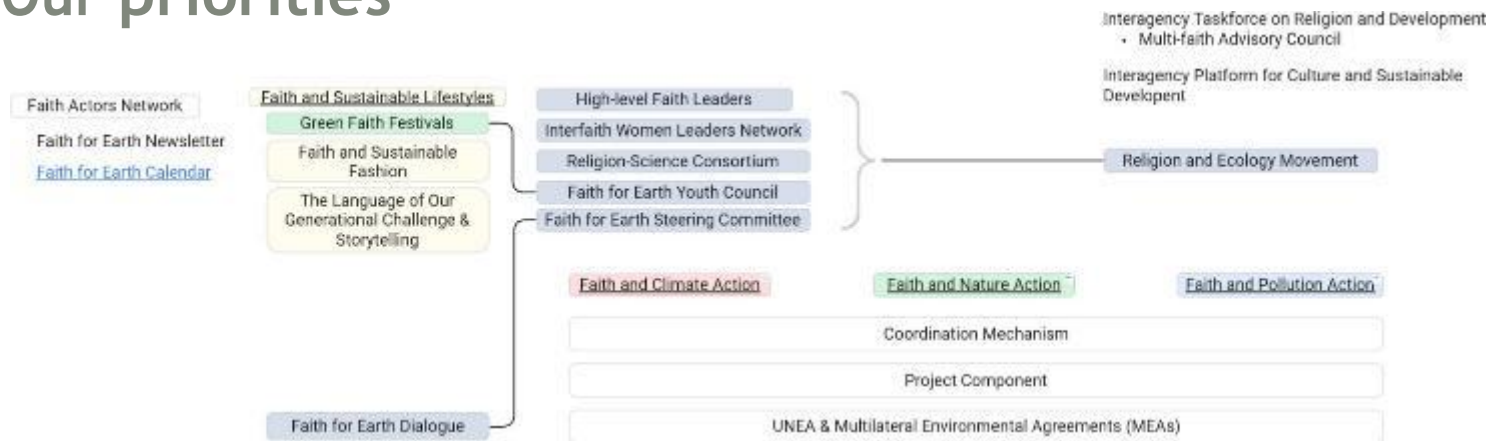 Our priorities
Interagency Taskforce on Religion and Development
• Multi-faith Advisory Council
Interagency Platform for Culture and Sustainable
Developent
Faith Actors Network
Faith for Earth Newsletter
Faith for Earth Calendar
Faith and Sustainable Lifestyles
Green Faith Festivals
Faith and Sustainable
Fashion
The Language of Our
Generational Challenge &
Storytelling
High-level Faith Leaders
Interfaith Women Leaders Network
Religion-Science Consortium
Faith for Earth Youth Council
Faith for Earth Steering Committee
Religion and Ecology Movement
Faith and Climate Action
Faith and Nature Action
Faith and Pollution Action
Coordination Mechanism
Project Component
UNEA & Multilateral Environmental Agreements (MEAs)
Faith for Earth Dialogue